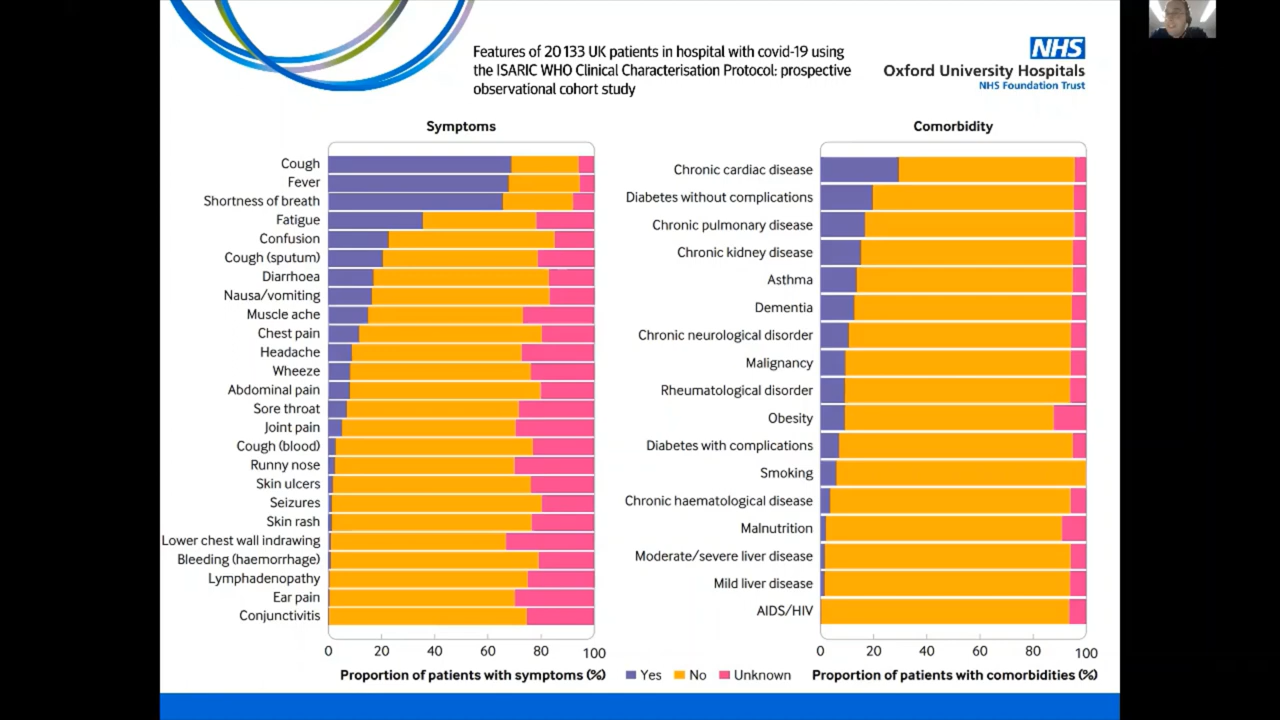 Features of 20 133 UK patients in hospital with covid-19 using
the ISARIC WHO Clinical Characterisation Protocol: prospective
observational cohort study
NHS
Oxford University Hospitals
NHS Foundation Trust
Symptoms
Cough
Fever
Shortness of breath
Fatigue
Confusion
Cough (sputum)
Diarrhoea
Nausa/vomiting
Muscle ache
Chest pain
Headache
Wheeze
Abdominal pain
Sore throat
Joint pain
Cough (blood)
Runny nose
Skin ulcers
Seizures
Skin rash
Lower chest wall indrawing
Bleeding (haemorrhage)
Lymphadenopathy
Ear pain
Conjunctivitis
0 20 40 60 80 100
Proportion of patients with symptoms (%)
Yes No Unknown
Comorbidity
Chronic cardiac disease
Diabetes without complications
Chronic pulmonary disease
Chronic kidney disease
Asthma
Dementia
Chronic neurological disorder
Malignancy
Rheumatological disorder
Obesity
Diabetes with complications
Smoking
Chronic haematological disease
Malnutrition
Moderate/severe liver disease
Mild liver disease
AIDS/HIV
0 20 40 60 80 100
Proportion of patients with comorbidities (%)